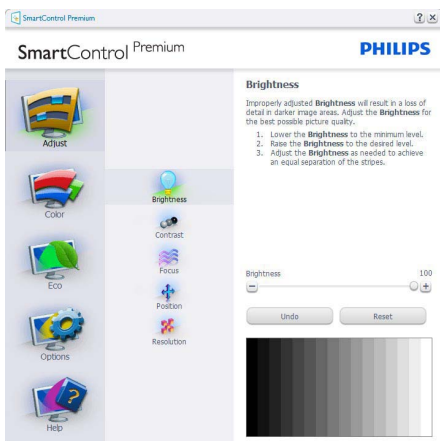 SmartControl Premium
SmartControl Premium
PHILIPS
Adjust
Color
Eco
Options
Help
Brightness
Contrast
Focus
Position
Resolution
Brightness
Improperly adjusted Brightness will result in a loss of
detail in darker image areas. Adjust the Brightness for
the best possible picture quality.
1. Lower the Brightness to the minimum level.
2. Raise the Brightness to the desired level.
3. Adjust the Brightness as needed to achieve
an equal separation of the stripes.
Brightness 100
Undo Reset